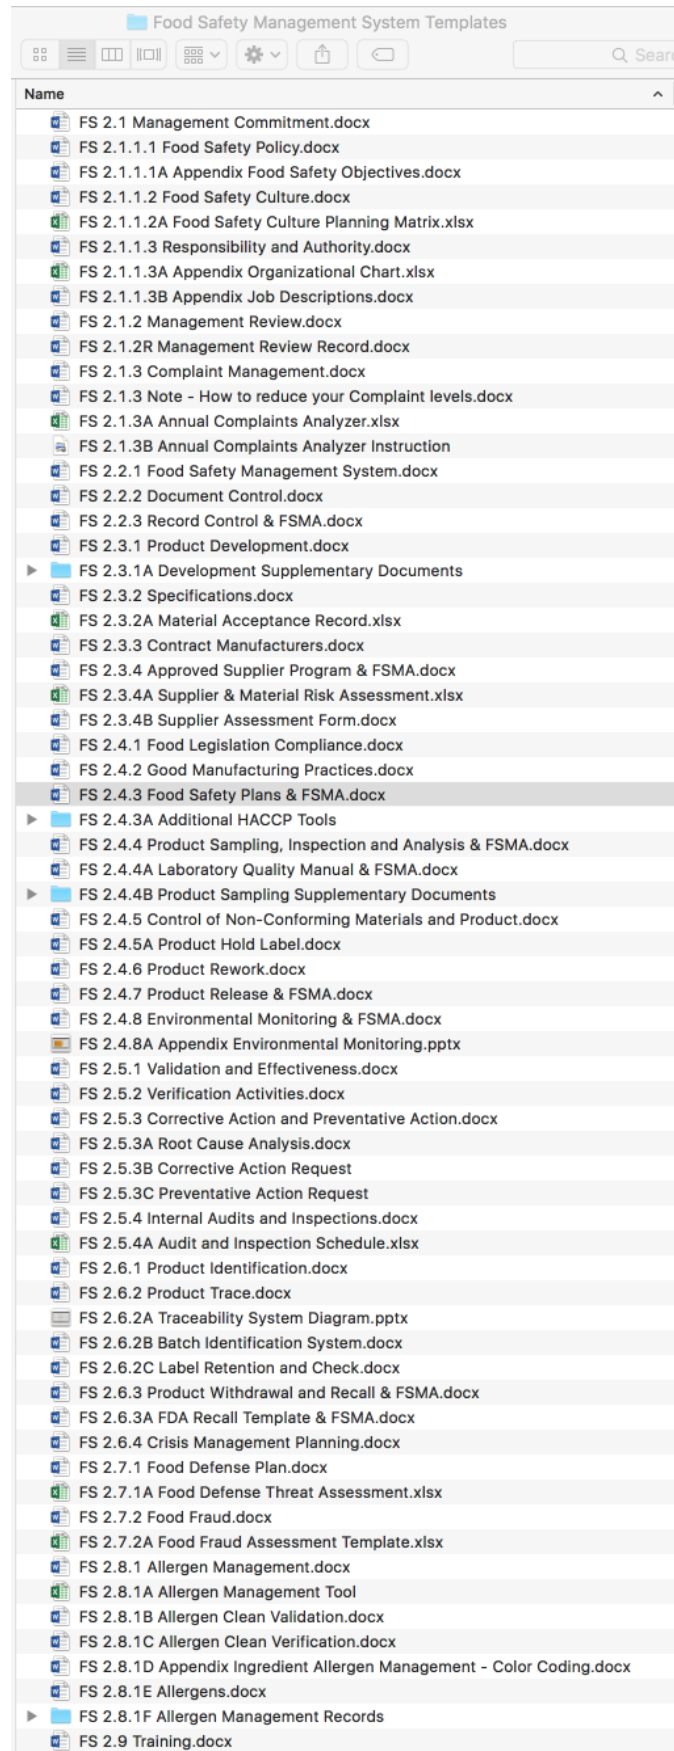 Food Safety Management System Templates
Sear
Name
FS 2.1 Management Commitment.docx
FS 2.1.1.1 Food Safety Policy.docx
FS 2.1.1.1A Appendix Food Safety Objectives.docx
FS 2.1.1.2 Food Safety Culture.docx
FS 2.1.1.2A Food Safety Culture Planning Matrix.xlsx
FS 2.1.1.3 Responsibility and Authority.docx
FS 2.1.1.3A Appendix Organizational Chart.xlsx
FS 2.1.1.3B Appendix Job Descriptions.docx
FS 2.1.2 Management Review.docx
FS 2.1.2R Management Review Record.docx
FS 2.1.3 Complaint Management.docx
FS 2.1.3 Note - How to reduce your Complaint levels.docx
FS 2.1.3A Annual Complaints Analyzer.xlsx
FS 2.1.3B Annual Complaints Analyzer Instruction
FS 2.2.1 Food Safety Management System.docx
FS 2.2.2 Document Control.docx
FS 2.2.3 Record Control & FSMA.docx
FS 2.3.1 Product Development.docx
FS 2.3.1A Development Supplementary Documents
FS 2.3.2 Specifications.docx
FS 2.3.2A Material Acceptance Record.xlsx
FS 2.3.3 Contract Manufacturers.docx
FS 2.3.4 Approved Supplier Program & FSMA.docx
FS 2.3.4A Supplier & Material Risk Assessment.xlsx
FS 2.3.4B Supplier Assessment Form.docx
FS 2.4.1 Food Legislation Compliance.docx
FS 2.4.2 Good Manufacturing Practices.docx
FS 2.4.3 Food Safety Plans & FSMA.docx
FS 2.4.3A Additional HACCP Tools
FS 2.4.4 Product Sampling, Inspection and Analysis & FSMA.docx
FS 2.4.4A Laboratory Quality Manual & FSMA.docx
FS 2.4.4B Product Sampling Supplementary Documents
FS 2.4.5 Control of Non-Conforming Materials and Product.docx
FS 2.4.5A Product Hold Label.docx
FS 2.4.6 Product Rework.docx
FS 2.4.7 Product Release & FSMA.docx
FS 2.4.8 Environmental Monitoring & FSMA.docx
FS 2.4.8A Appendix Environmental Monitoring.pptx
FS 2.5.1 Validation and Effectiveness.docx
FS 2.5.2 Verification Activities.docx
FS 2.5.3 Corrective Action and Preventative Action.docx
FS 2.5.3A Root Cause Analysis.docx
FS 2.5.3B Corrective Action Request
FS 2.5.3C Preventative Action Request
FS 2.5.4 Internal Audits and Inspections.docx
FS 2.5.4A Audit and Inspection Schedule.xlsx
FS 2.6.1 Product Identification.docx
FS 2.6.2 Product Trace.docx
FS 2.6.2A Traceability System Diagram.pptx
FS 2.6.2B Batch Identification System.docx
FS 2.6.2C Label Retention and Check.docx
FS 2.6.3 Product Withdrawal and Recall & FSMA.docx
FS 2.6.3A FDA Recall Template & FSMA.docx
FS 2.6.4 Crisis Management Planning.docx
FS 2.7.1 Food Defense Plan.docx
FS 2.7.1A Food Defense Threat Assessment.xlsx
FS 2.7.2 Food Fraud.docx
FS 2.7.2A Food Fraud Assessment Template.xlsx
FS 2.8.1 Allergen Management.docx
FS 2.8.1A Allergen Management Tool
FS 2.8.1B Allergen Clean Validation.docx
FS 2.8.1C Allergen Clean Verification.docx
FS 2.8.1D Appendix Ingredient Allergen Management - Color Coding.docx
FS 2.8.1E Allergens.docx
FS 2.8.1F Allergen Management Records
FS 2.9 Training.docx